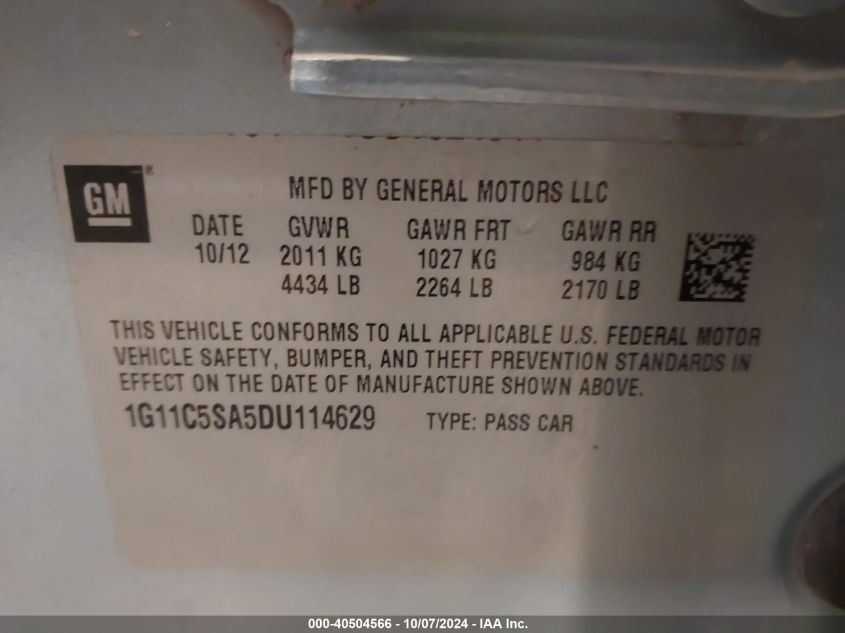 GM®
MFD BY GENERAL MOTORS LLC
DATE GVWR GAWR FRT GAWR RR
10/12 2011 KG 1027 KG 984 KG
4434 LB 2264 LB 2170 LB
THIS VEHICLE CONFORMS TO ALL APPLICABLE U.S. FEDERAL MOTOR
VEHICLE SAFETY, BUMPER, AND THEFT PREVENTION STANDARDS IN
EFFECT ON THE DATE OF MANUFACTURE SHOWN ABOVE.
1G11C5SA5DU114629 TYPE: PASS CAR
000-40504566 - 10/07/2024 - IAA Inc.